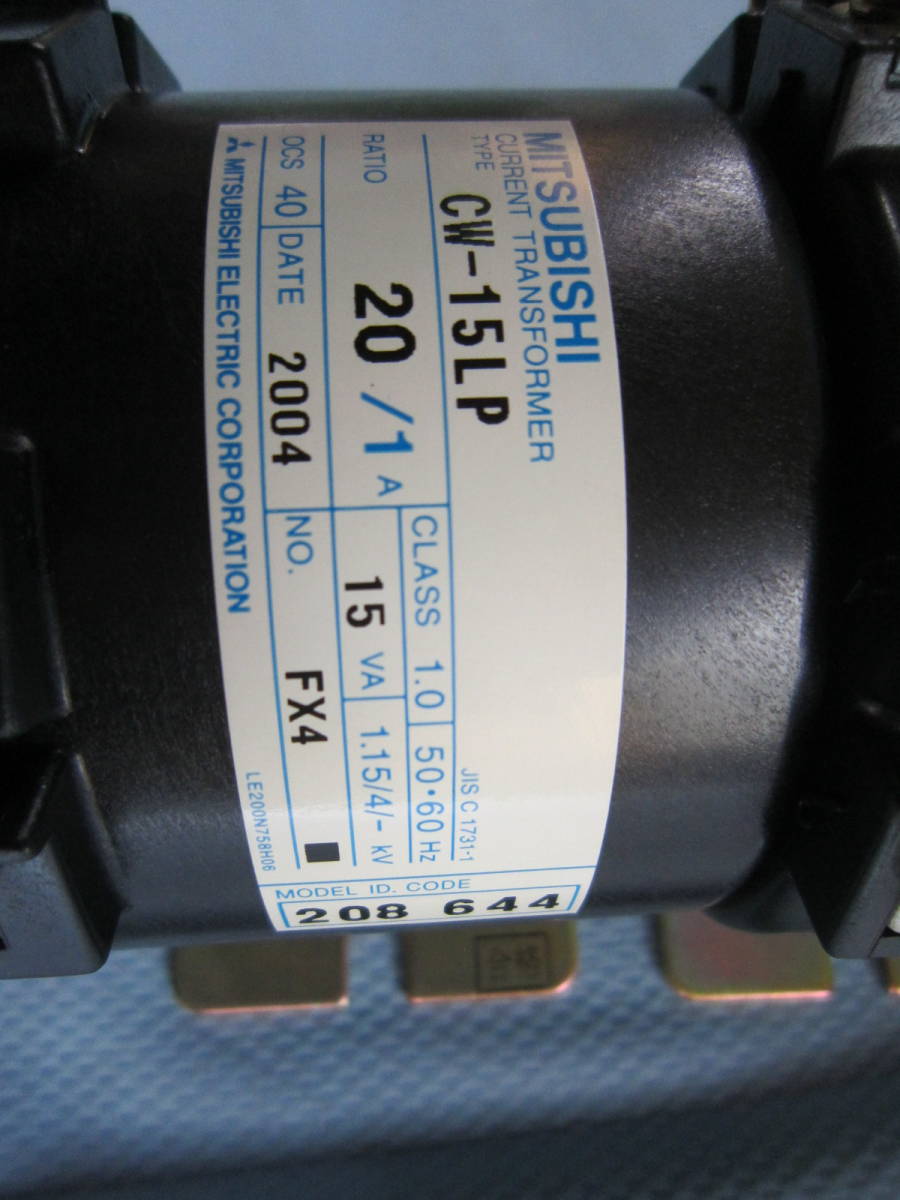 MITSUBISHI
CURRENT TRANSFORMER
TYPE CW-15LP
JIS C 1731-1
CLASS 1.0 50・60 Hz
RATIO 20 /1 A 15 VA 1.15/4/- kV
OCS 40 DATE 2004 NO. FX4
MITSUBISHI ELECTRIC CORPORATION
LE200N758H06
MODEL ID. CODE
208 644